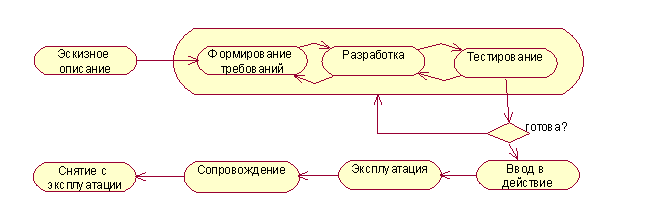 Эскизное
описание
Формирование
требований
Разработка
Тестирование
готова?
Снятие с
эксплуатации
Сопровождение
Эксплуатация
Ввод в
действие